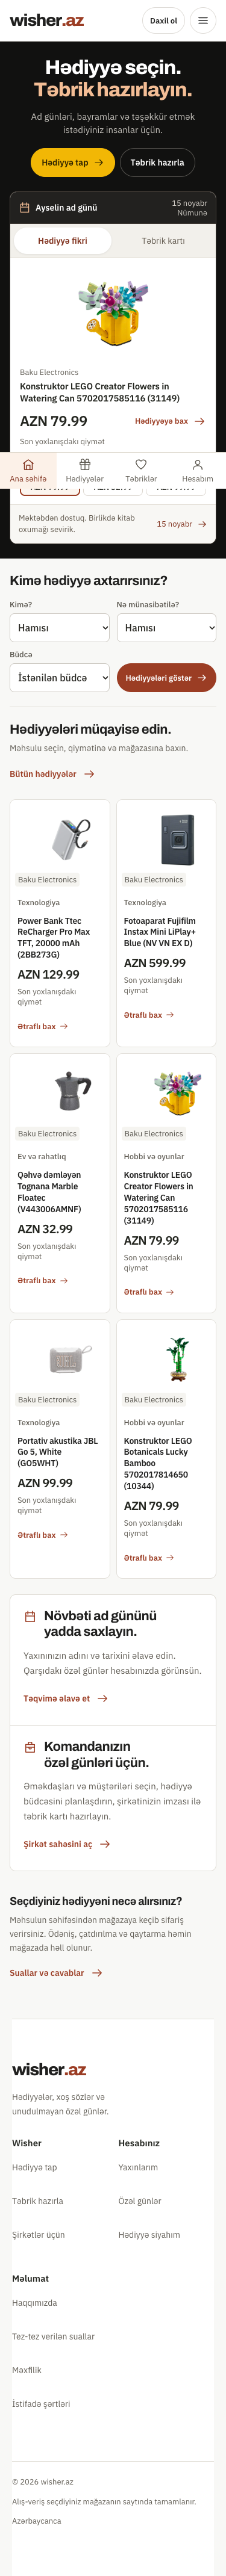 wisher.az
Daxil ol
Hədiyyə seçin.
Təbrik hazırlayın.
Ad günləri, bayramlar və təşəkkür etmək
istədiyiniz insanlar üçün.
Hədiyyə tap
Təbrik hazırla
Ayselin ad günü
15 noyabr
Nümunə
Hədiyyə fikri
Təbrik kartı
Baku Electronics
Konstruktor LEGO Creator Flowers in
Watering Can 5702017585116 (31149)
AZN 79.99
Hədiyyəyə bax
Son yoxlanışdakı qiymət
Ana səhifə
Hədiyyələr
Təbriklər
Hesabım
Məktəbdən dostuq. Birlikdə kitab
oxumağı sevirik.
15 noyabr
Kimə hədiyyə axtarırsınız?
Kimə?
Nə münasibətilə?
Hamısı
Hamısı
Büdcə
İstənilən büdcə
Hədiyyələri göstər
Hədiyyələri müqayisə edin.
Məhsulu seçin, qiymətinə və mağazasına baxın.
Bütün hədiyyələr
Baku Electronics
Texnologiya
Power Bank Ttec
ReCharger Pro Max
TFT, 20000 mAh
(2BB273G)
AZN 129.99
Son yoxlanışdakı
qiymət
Ətraflı bax
Baku Electronics
Texnologiya
Fotoaparat Fujifilm
Instax Mini LiPlay+
Blue (NV VN EX D)
AZN 599.99
Son yoxlanışdakı
qiymət
Ətraflı bax
Baku Electronics
Ev və rahatlıq
Qəhvə dəmləyən
Tognana Marble
Floatec
(V443006AMNF)
AZN 32.99
Son yoxlanışdakı
qiymət
Ətraflı bax
Baku Electronics
Hobbi və oyunlar
Konstruktor LEGO
Creator Flowers in
Watering Can
5702017585116
(31149)
AZN 79.99
Son yoxlanışdakı
qiymət
Ətraflı bax
JBL
Baku Electronics
Texnologiya
Portativ akustika JBL
Go 5, White
(GO5WHT)
AZN 99.99
Son yoxlanışdakı
qiymət
Ətraflı bax
Baku Electronics
Hobbi və oyunlar
Konstruktor LEGO
Botanicals Lucky
Bamboo
5702017814650
(10344)
AZN 79.99
Son yoxlanışdakı
qiymət
Ətraflı bax
Növbəti ad gününü
yadda saxlayın.
Yaxınınızın adını və tarixini əlavə edin.
Qarşıdakı özəl günlər hesabınızda görünsün.
Təqvimə əlavə et
Komandanızın
özəl günləri üçün.
Əməkdaşları və müştəriləri seçin, hədiyyə
büdcəsini planlaşdırın, şirkətinizin imzası ilə
təbrik kartı hazırlayın.
Şirkət sahəsini aç
Seçdiyiniz hədiyyəni necə alırsınız?
Məhsulun səhifəsindən mağazaya keçib sifariş
verirsiniz. Ödəniş, çatdırılma və qaytarma həmin
mağazada həll olunur.
Suallar və cavablar
wisher.az
Hədiyyələr, xoş sözlər və
unudulmayan özəl günlər.
Wisher
Hesabınız
Hədiyyə tap
Yaxınlarım
Təbrik hazırla
Özəl günlər
Şirkətlər üçün
Hədiyyə siyahım
Məlumat
Haqqımızda
Tez-tez verilən suallar
Məxfilik
İstifadə şərtləri
© 2026 wisher.az
Alış-veriş seçdiyiniz mağazanın saytında tamamlanır.
Azərbaycanca